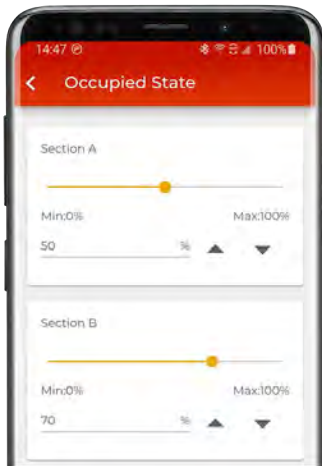 14:47 100%
Occupied State
Section A
Min:0% Max:100%
50 %
Section B
Min:0% Max:100%
70 %